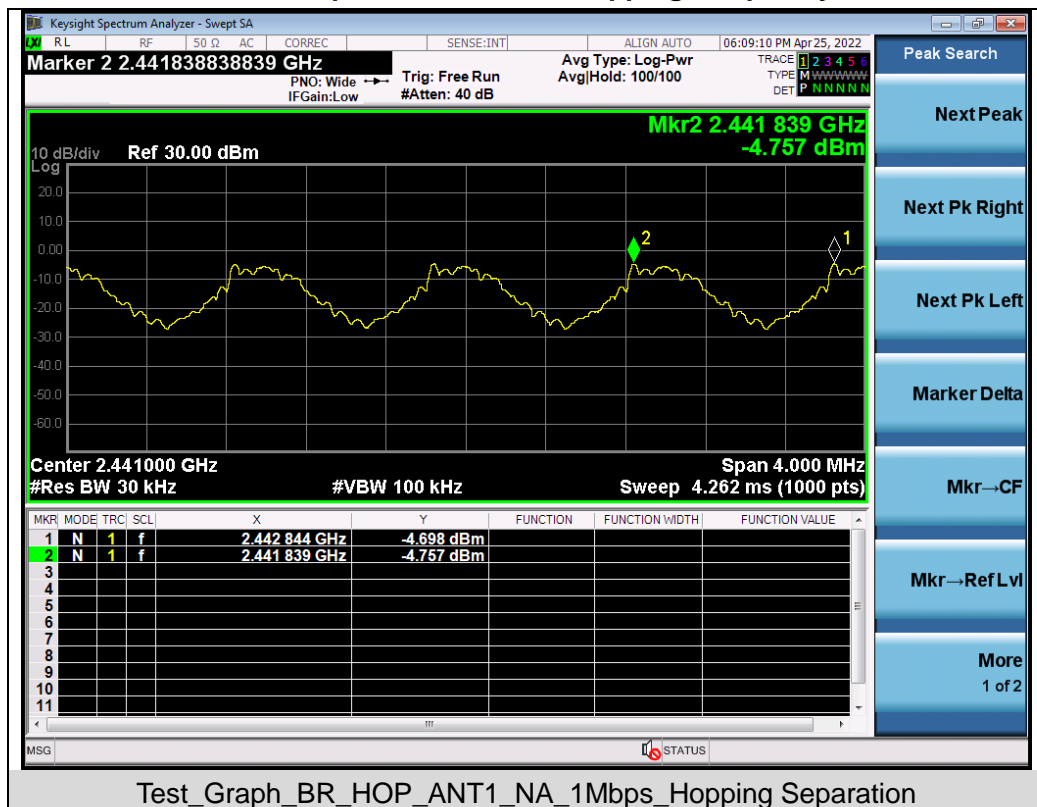 Keysight Spectrum Analyzer - Swept SA
LXI RL RF 50 Ω AC CORREC SENSE:INT ALIGN AUTO 06:09:10 PM Apr 25, 2022
Marker 2 2.441838838839 GHz
PNO: Wide
IFGain:Low
Trig: Free Run
#Atten: 40 dB
Avg Type: Log-Pwr
Avg|Hold: 100/100
TRACE 1 2 3 4 5 6
TYPE M WWWWW
DET P N N N N N
Mkr2 2.441 839 GHz
-4.757 dBm
10 dB/div Ref 30.00 dBm
Log
20.0
10.0
0.00
-10.0
-20.0
-30.0
-40.0
-50.0
-60.0
2
1
Center 2.441000 GHz Span 4.000 MHz
#Res BW 30 kHz #VBW 100 kHz Sweep 4.262 ms (1000 pts)
MKR MODE TRC SCL X Y FUNCTION FUNCTION WIDTH FUNCTION VALUE
1 N 1 f 2.442 844 GHz -4.698 dBm
2 N 1 f 2.441 839 GHz -4.757 dBm
3
4
5
6
7
8
9
10
11
MSG STATUS
Peak Search
Next Peak
Next Pk Right
Next Pk Left
Marker Delta
Mkr→CF
Mkr→Ref Lvl
More
1 of 2
Test_Graph_BR_HOP_ANT1_NA_1Mbps_Hopping Separation